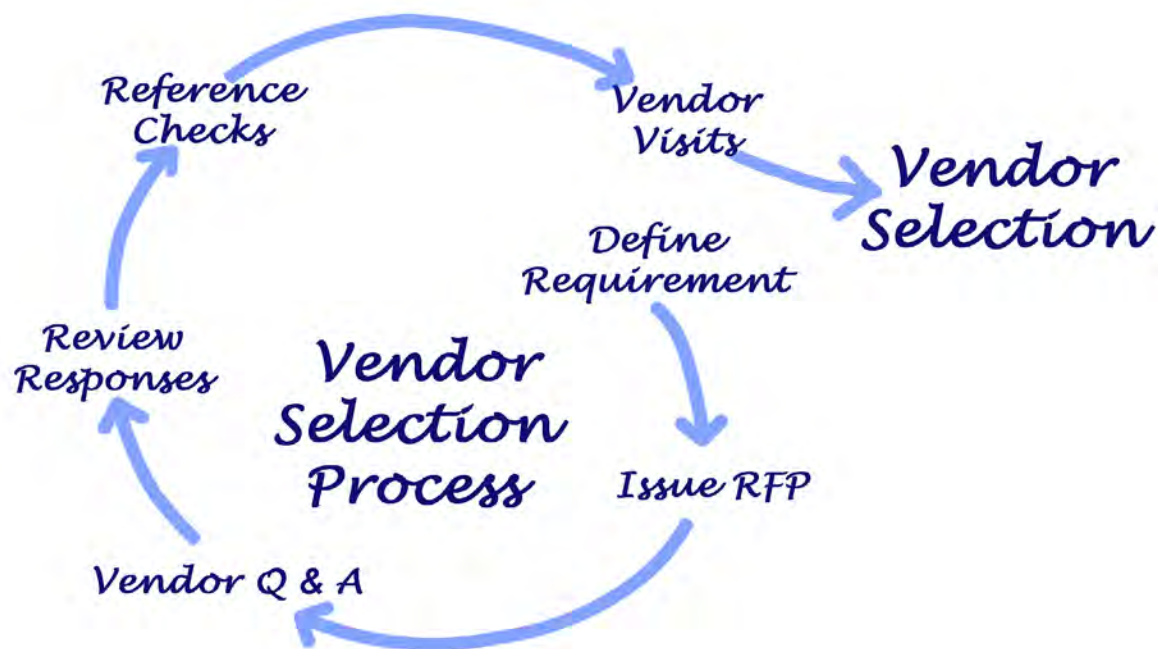 Reference
Checks
Vendor
Visits
Vendor
Selection
Define
Requirement
Review
Responses
Vendor
Selection
Process
Issue RFP
Vendor Q & A